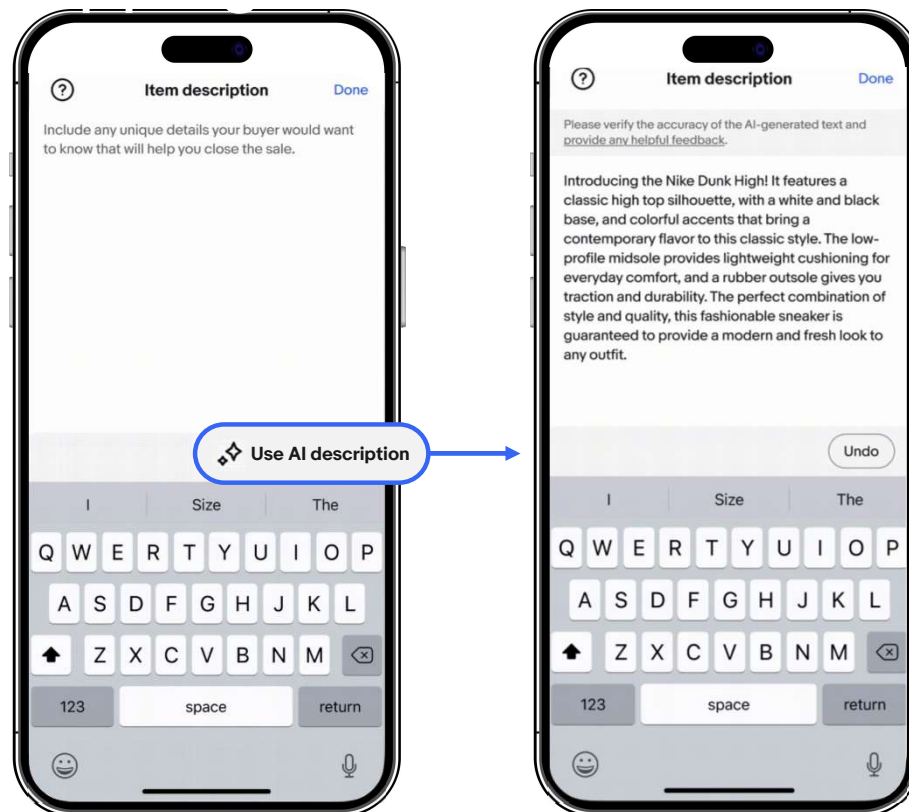 Item description
Done
Include any unique details your buyer would want
to know that will help you close the sale.
Use AI description
I
Size
The
Q W E R T Y U I O P
A S D F G H J K L
Z X C V B N M
123
space
return
Item description
Done
Please verify the accuracy of the AI-generated text and
provide any helpful feedback.
Introducing the Nike Dunk High! It features a
classic high top silhouette, with a white and black
base, and colorful accents that bring a
contemporary flavor to this classic style. The low-
profile midsole provides lightweight cushioning for
everyday comfort, and a rubber outsole gives you
traction and durability. The perfect combination of
style and quality, this fashionable sneaker is
guaranteed to provide a modern and fresh look to
any outfit.
Undo
I
Size
The
Q W E R T Y U I O P
A S D F G H J K L
Z X C V B N M
123
space
return